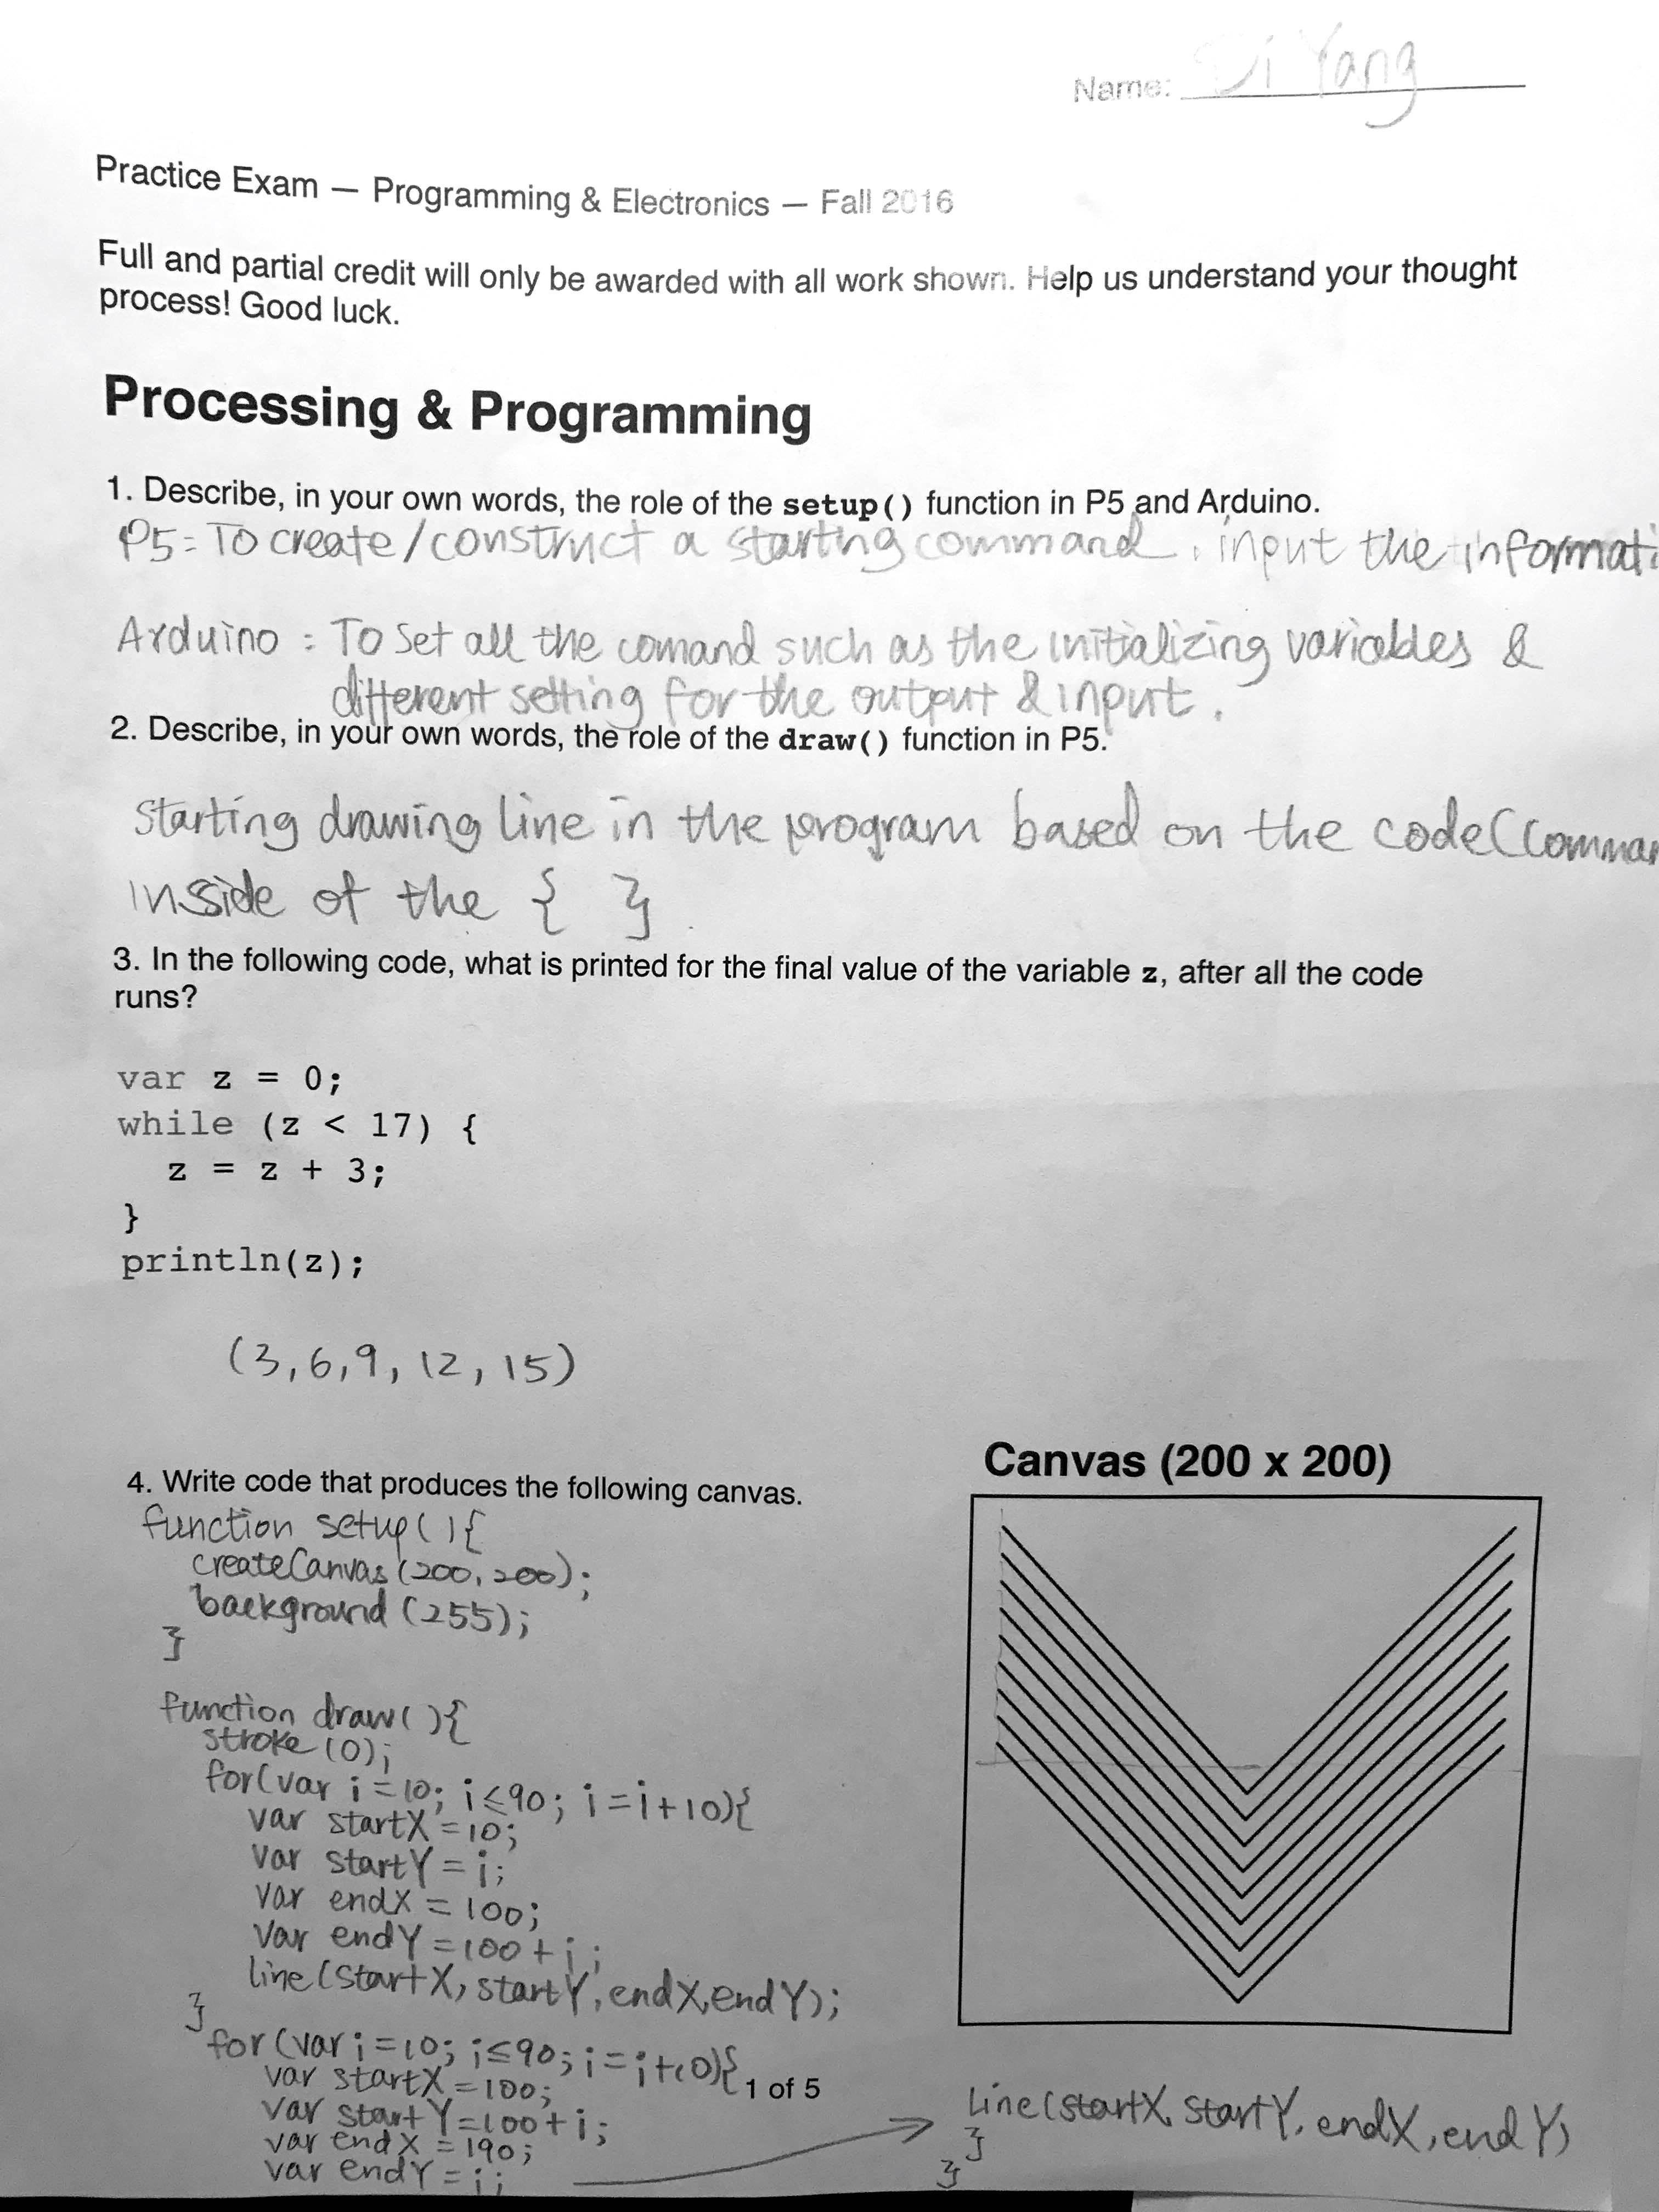 Name: Di Yang
Practice Exam — Programming & Electronics — Fall 2016
Full and partial credit will only be awarded with all work shown. Help us understand your thought
process! Good luck.
Processing & Programming
1. Describe, in your own words, the role of the setup() function in P5 and Arduino.
P5: To create/construct a starting command, input the informati
Arduino : To set all the comand such as the initializing variables &
different setting for the output & input.
2. Describe, in your own words, the role of the draw() function in P5.
Starting drawing line in the program based on the code(comman
inside of the { }.
3. In the following code, what is printed for the final value of the variable z, after all the code
runs?
var z = 0;
while (z < 17) {
z = z + 3;
}
println(z);
(3,6,9, 12, 15)
4. Write code that produces the following canvas.
function setup(){
createCanvas(200,200);
background(255);
}
function draw(){
stroke(0);
for(var i=10; i≤90; i=i+10){
var startX=10;
var startY=i;
var endX=100;
var endY=100+i;
line(startX,startY,endX,endY);
}
for(var i=10; i≤90; i=i+10){
var startX=100;
var startY=100+i;
var endX=190;
var endY=i;
Canvas (200 x 200)
line(startX,startY,endX,endY)
}
}
1 of 5